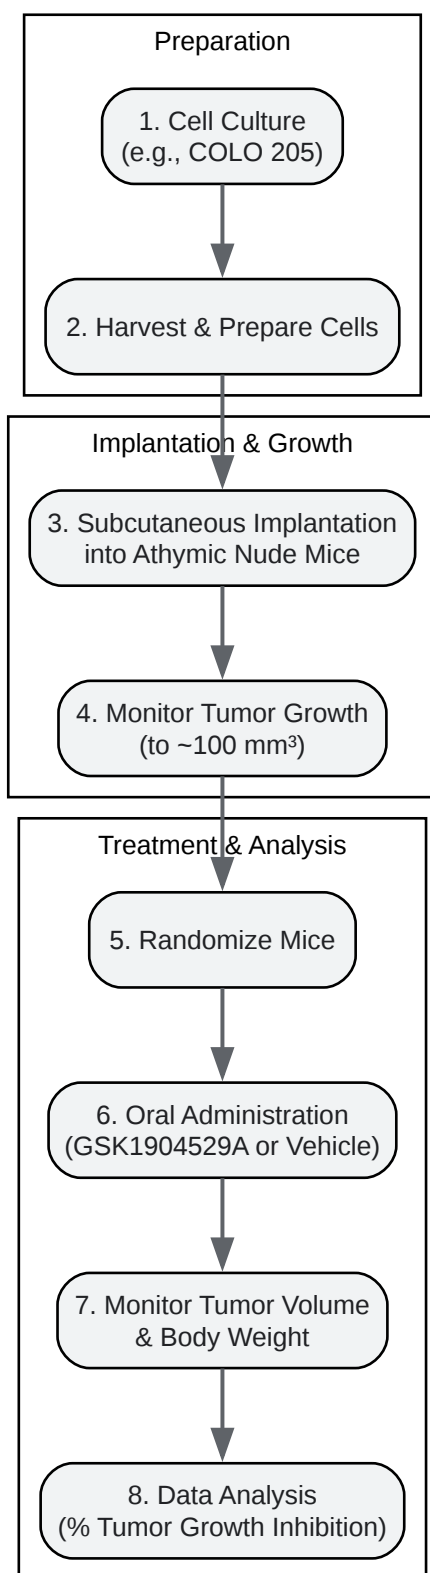 Preparation
1. Cell Culture
(e.g., COLO 205)
2. Harvest & Prepare Cells
Implantation & Growth
3. Subcutaneous Implantation
into Athymic Nude Mice
4. Monitor Tumor Growth
(to ~100 mm³)
Treatment & Analysis
5. Randomize Mice
6. Oral Administration
(GSK1904529A or Vehicle)
7. Monitor Tumor Volume
& Body Weight
8. Data Analysis
(% Tumor Growth Inhibition)